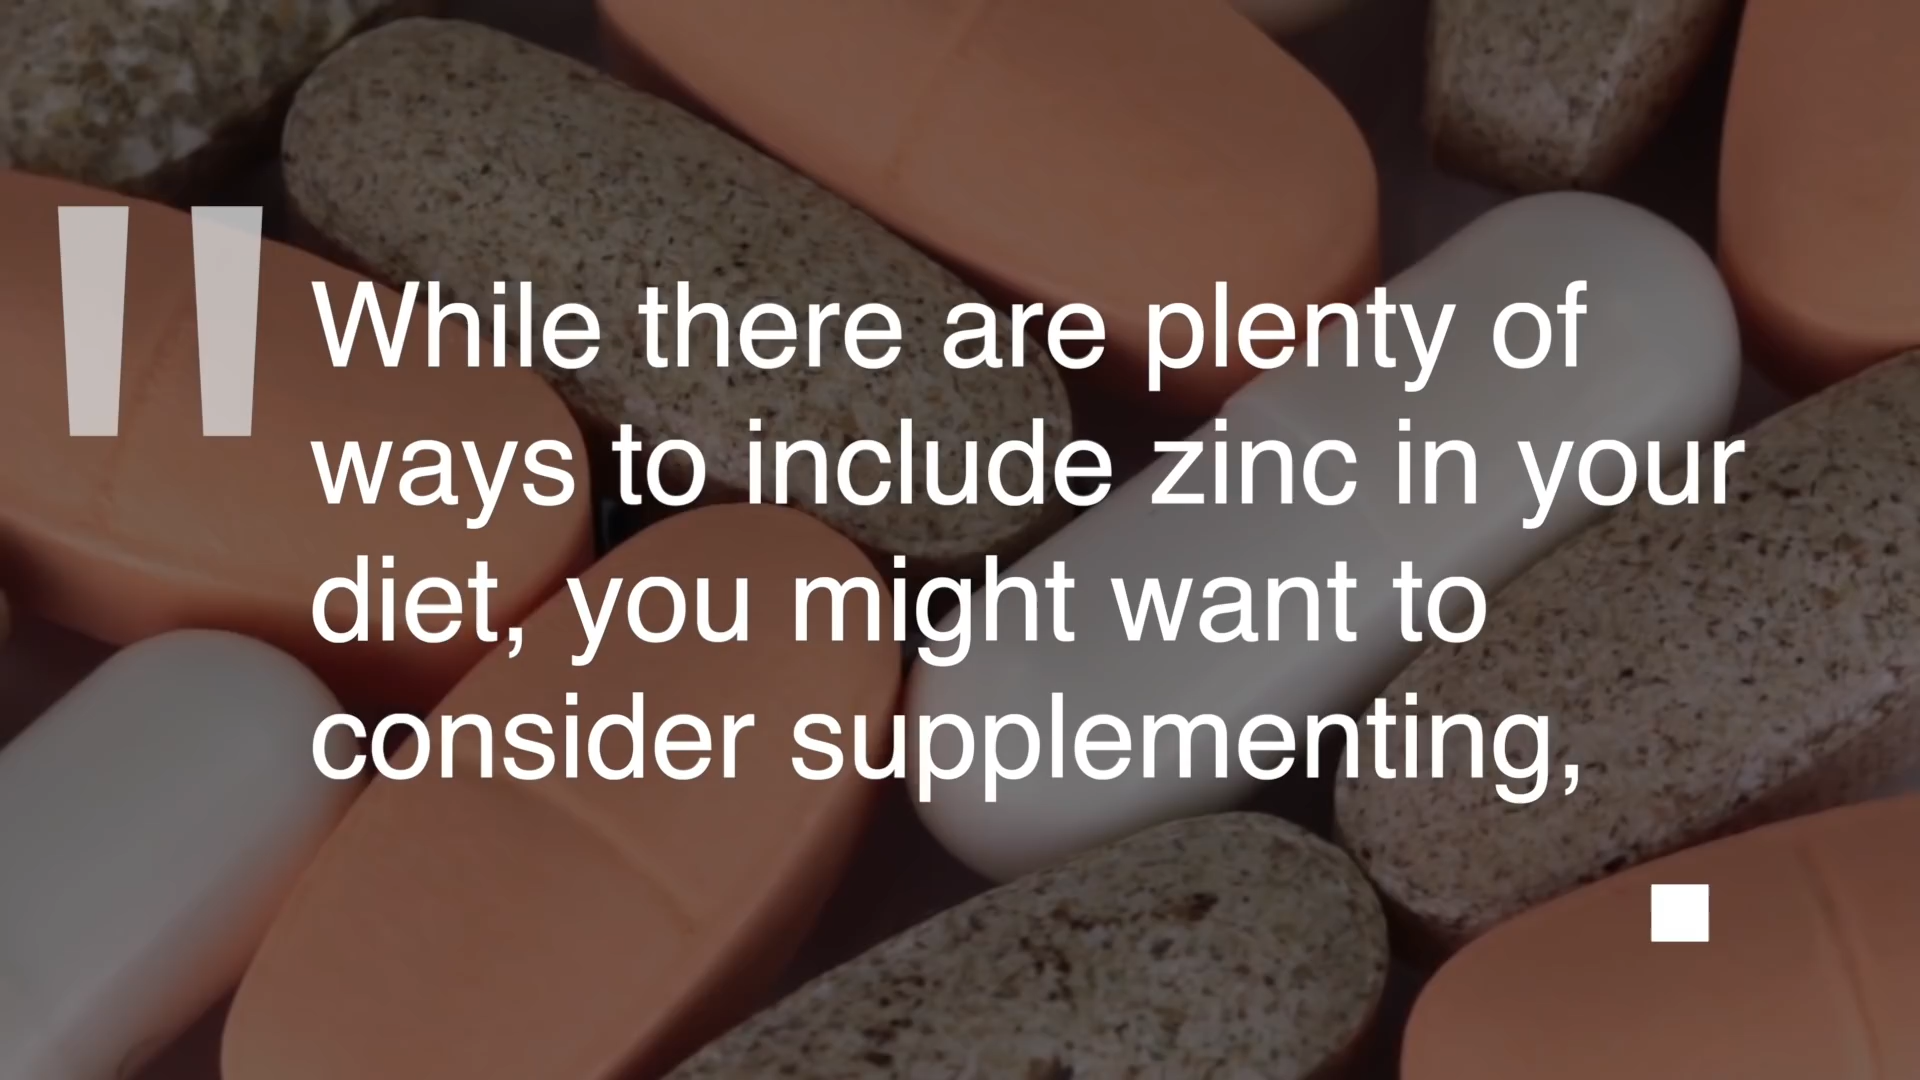 "While there are plenty of
ways to include zinc in your
diet, you might want to
consider supplementing,